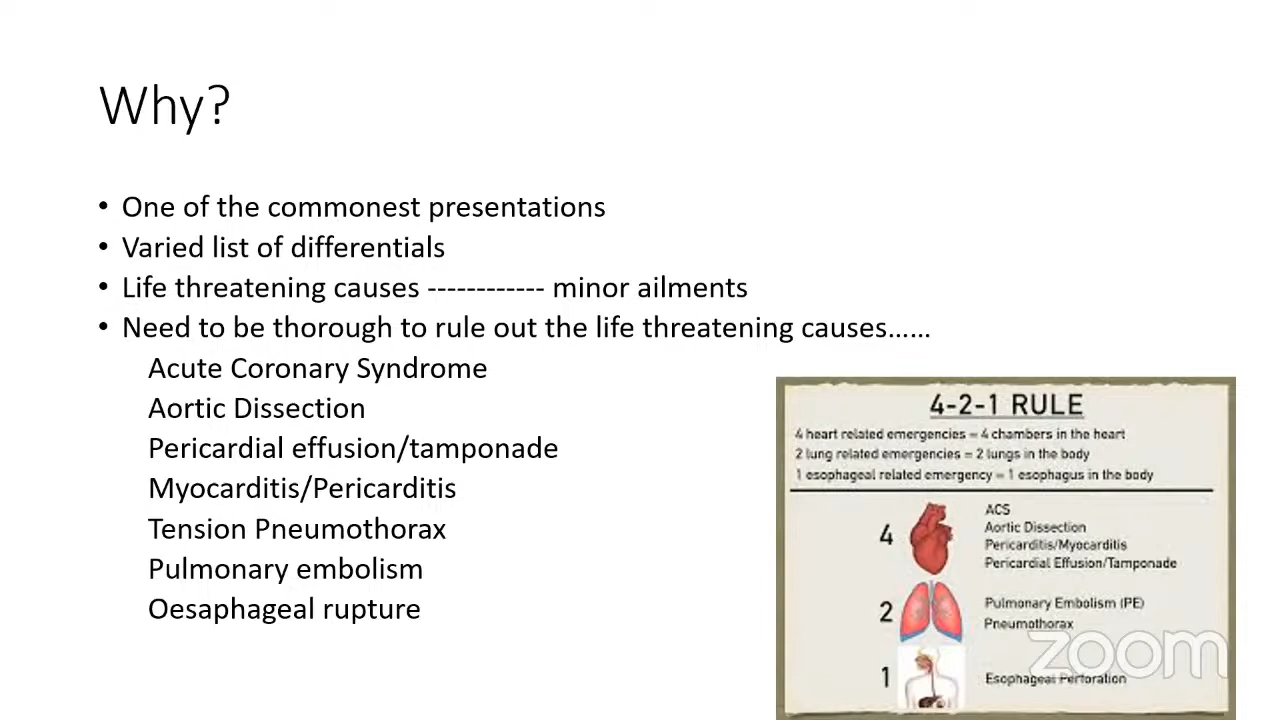 Why?
• One of the commonest presentations
• Varied list of differentials
• Life threatening causes ------------ minor ailments
• Need to be thorough to rule out the life threatening causes......
Acute Coronary Syndrome
Aortic Dissection
Pericardial effusion/tamponade
Myocarditis/Pericarditis
Tension Pneumothorax
Pulmonary embolism
Oesaphageal rupture
4-2-1 RULE
4 heart related emergencies = 4 chambers in the heart
2 lung related emergencies = 2 lungs in the body
1 esophageal related emergency = 1 esophagus in the body
4
ACS
Aortic Dissection
Pericarditis/Myocarditis
Pericardial Effusion/Tamponade
2
Pulmonary Embolism (PE)
Pneumothorax
1
Esophageal Perforation
zoom